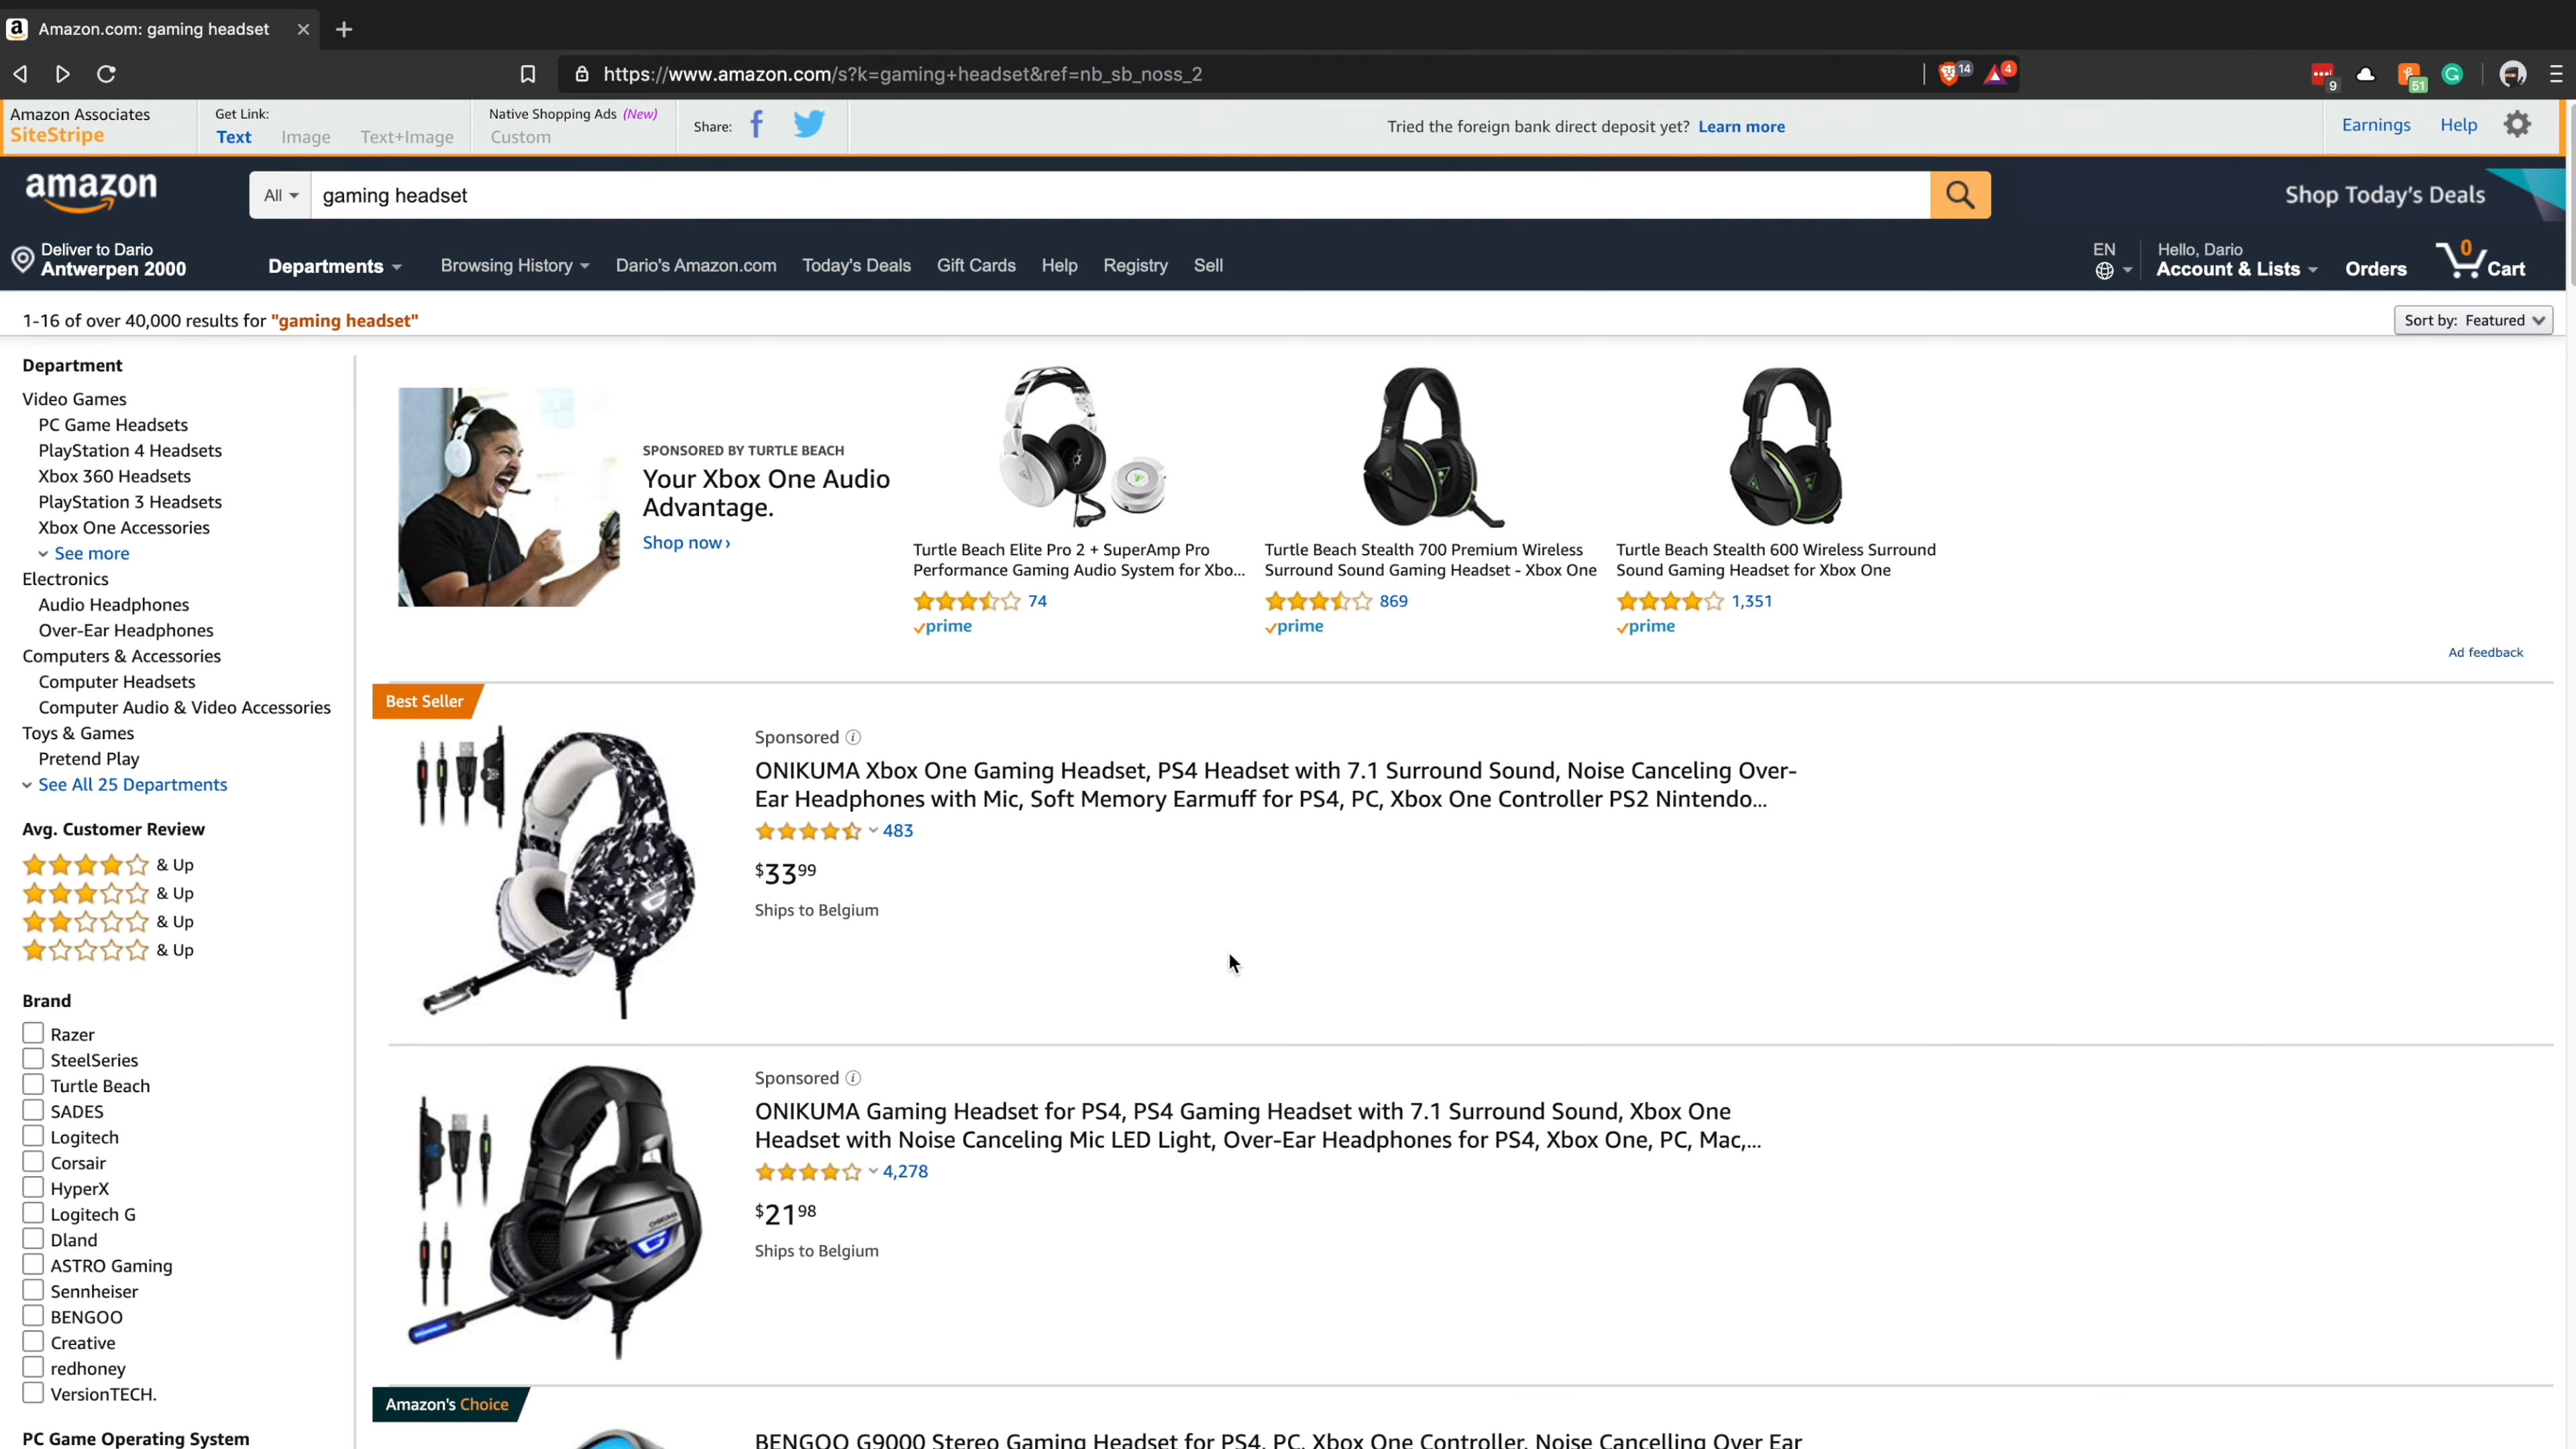 Amazon.com: gaming headset
https://www.amazon.com/s?k=gaming+headset&ref=nb_sb_noss_2
14
4
9
51
Amazon Associates
SiteStripe
Get Link:
Text Image Text+Image
Native Shopping Ads (New)
Custom
Share:
Tried the foreign bank direct deposit yet? Learn more
Earnings Help
amazon
All
gaming headset
Shop Today's Deals
Deliver to Dario
Antwerpen 2000
Departments
Browsing History
Dario's Amazon.com
Today's Deals
Gift Cards
Help
Registry
Sell
EN
Hello, Dario
Account & Lists
Orders
0
Cart
1-16 of over 40,000 results for "gaming headset"
Sort by: Featured
Department
Video Games
PC Game Headsets
PlayStation 4 Headsets
Xbox 360 Headsets
PlayStation 3 Headsets
Xbox One Accessories
See more
Electronics
Audio Headphones
Over-Ear Headphones
Computers & Accessories
Computer Headsets
Computer Audio & Video Accessories
Toys & Games
Pretend Play
See All 25 Departments
Avg. Customer Review
& Up
& Up
& Up
& Up
Brand
Razer
SteelSeries
Turtle Beach
SADES
Logitech
Corsair
HyperX
Logitech G
Dland
ASTRO Gaming
Sennheiser
BENGOO
Creative
redhoney
VersionTECH.
PC Game Operating System
SPONSORED BY TURTLE BEACH
Your Xbox One Audio
Advantage.
Shop now ›
Turtle Beach Elite Pro 2 + SuperAmp Pro
Performance Gaming Audio System for Xbo...
74
prime
Turtle Beach Stealth 700 Premium Wireless
Surround Sound Gaming Headset - Xbox One
869
prime
Turtle Beach Stealth 600 Wireless Surround
Sound Gaming Headset for Xbox One
1,351
prime
Ad feedback
Best Seller
Sponsored
ONIKUMA Xbox One Gaming Headset, PS4 Headset with 7.1 Surround Sound, Noise Canceling Over-
Ear Headphones with Mic, Soft Memory Earmuff for PS4, PC, Xbox One Controller PS2 Nintendo...
483
$33 99
Ships to Belgium
Sponsored
ONIKUMA Gaming Headset for PS4, PS4 Gaming Headset with 7.1 Surround Sound, Xbox One
Headset with Noise Canceling Mic LED Light, Over-Ear Headphones for PS4, Xbox One, PC, Mac,...
4,278
$21 98
Ships to Belgium
ONIKUMA
Amazon's Choice
BENGOO G9000 Stereo Gaming Headset for PS4, PC, Xbox One Controller, Noise Cancelling Over Ear